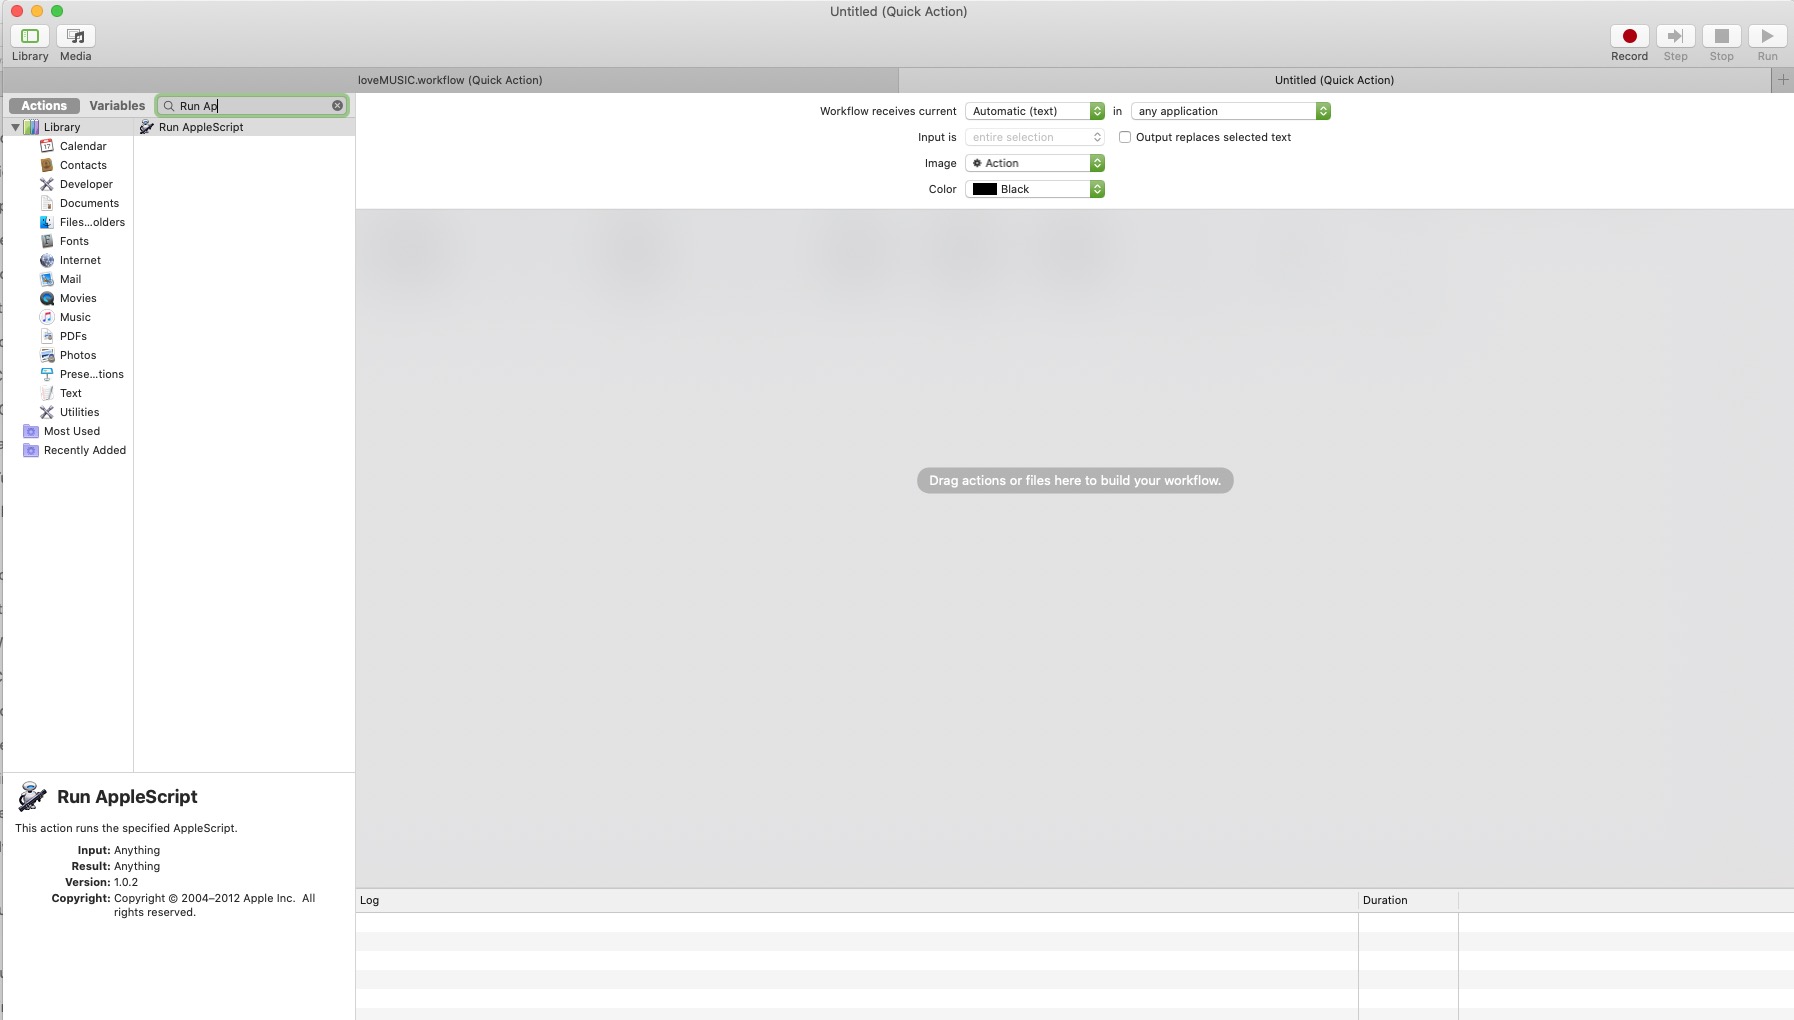 Untitled (Quick Action)
Library
Media
Record
Step
Stop
Run
loveMUSIC.workflow (Quick Action)
Untitled (Quick Action)
Actions
Variables
Run Ap
Library
Calendar
Contacts
Developer
Documents
Files...olders
Fonts
Internet
Mail
Movies
Music
PDFs
Photos
Prese...tions
Text
Utilities
Most Used
Recently Added
Run AppleScript
Workflow receives current Automatic (text) in any application
Input is entire selection Output replaces selected text
Image Action
Color Black
Drag actions or files here to build your workflow.
Run AppleScript
This action runs the specified AppleScript.
Input: Anything
Result: Anything
Version: 1.0.2
Copyright: Copyright © 2004–2012 Apple Inc. All
rights reserved.
Log
Duration